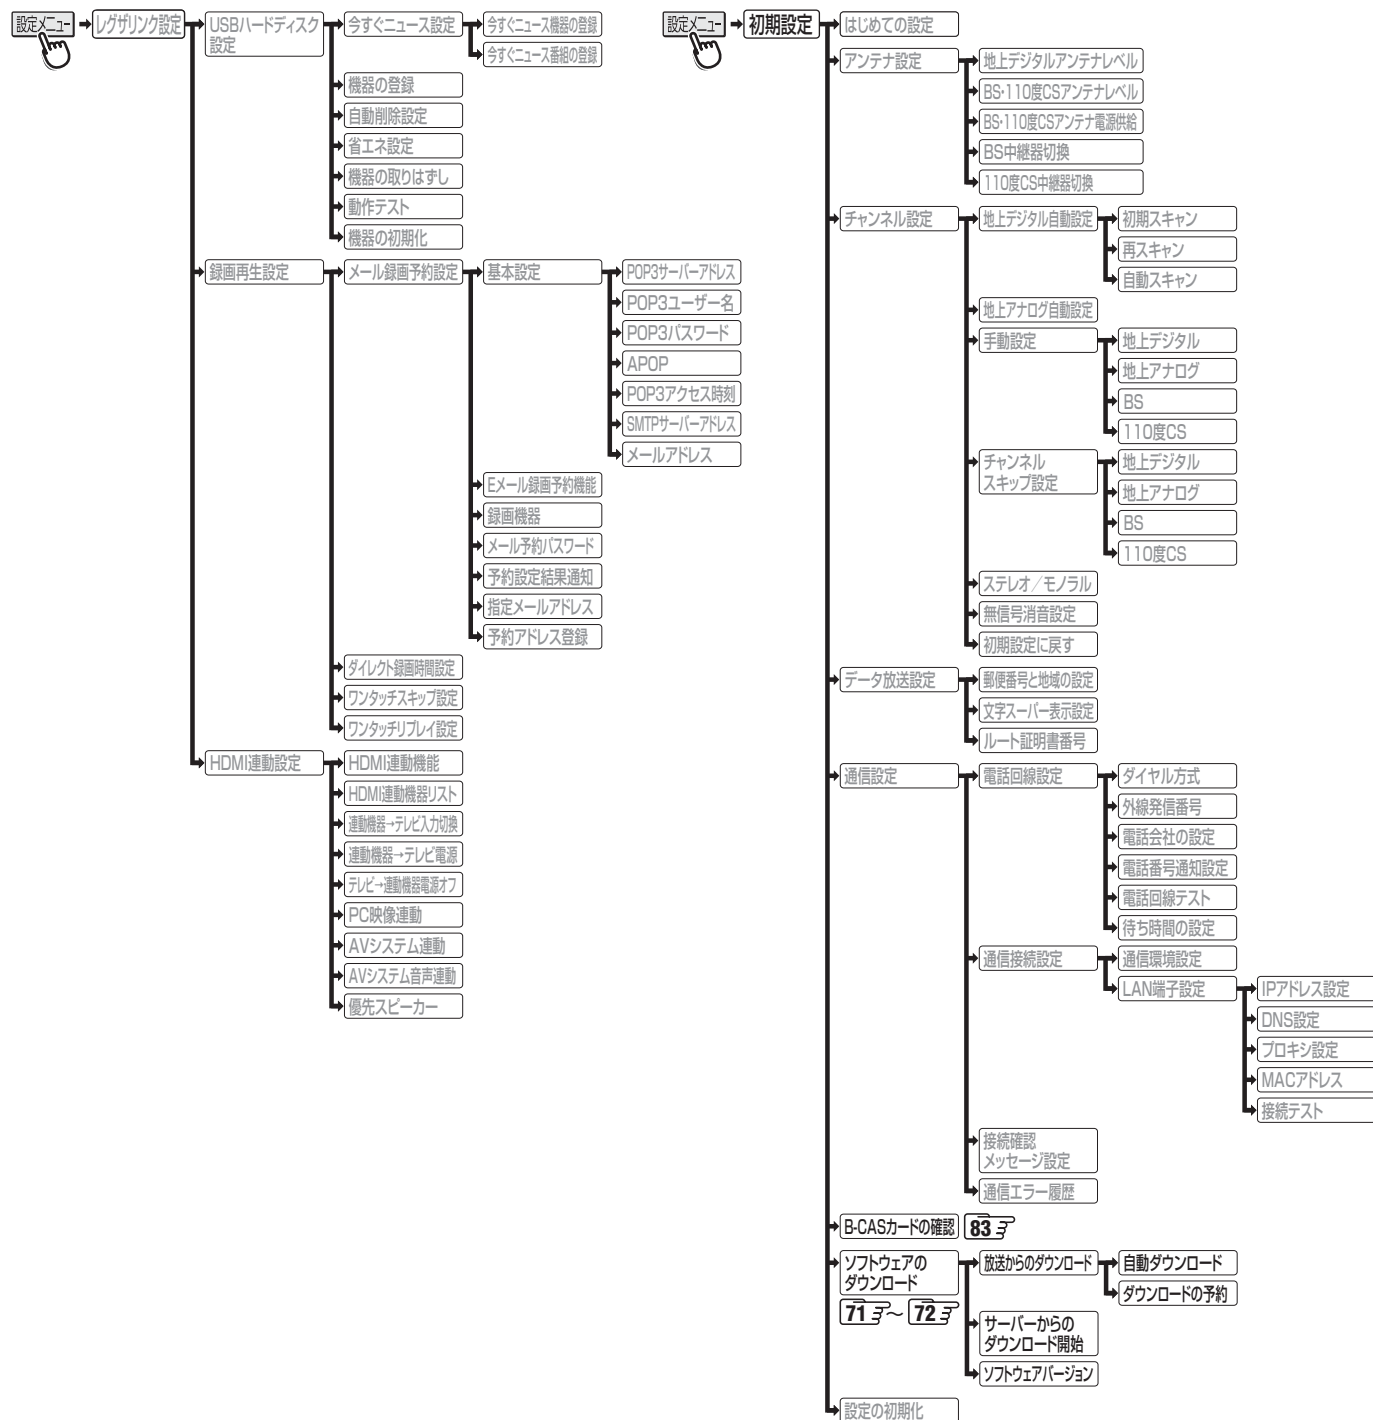 設定メニュー
レグザリンク設定
USBハードディスク
設定
今すぐニュース設定
今すぐニュース機器の登録
今すぐニュース番組の登録
機器の登録
自動削除設定
省エネ設定
機器の取りはずし
動作テスト
機器の初期化
録画再生設定
メール録画予約設定
基本設定
POP3サーバーアドレス
POP3ユーザー名
POP3パスワード
APOP
POP3アクセス時刻
SMTPサーバーアドレス
メールアドレス
Eメール録画予約機能
録画機器
メール予約パスワード
予約設定結果通知
指定メールアドレス
予約アドレス登録
ダイレクト録画時間設定
ワンタッチスキップ設定
ワンタッチリプレイ設定
HDMI連動設定
HDMI連動機能
HDMI連動機器リスト
連動機器→テレビ入力切換
連動機器→テレビ電源
テレビ→連動機器電源オフ
PC映像連動
AVシステム連動
AVシステム音声連動
優先スピーカー
設定メニュー
初期設定
はじめての設定
アンテナ設定
地上デジタルアンテナレベル
BS・110度CSアンテナレベル
BS・110度CSアンテナ電源供給
BS中継器切換
110度CS中継器切換
チャンネル設定
地上デジタル自動設定
初期スキャン
再スキャン
自動スキャン
地上アナログ自動設定
手動設定
地上デジタル
地上アナログ
BS
110度CS
チャンネル
スキップ設定
地上デジタル
地上アナログ
BS
110度CS
ステレオ／モノラル
無信号消音設定
初期設定に戻す
データ放送設定
郵便番号と地域の設定
文字スーパー表示設定
ルート証明書番号
通信設定
電話回線設定
ダイヤル方式
外線発信番号
電話会社の設定
電話番号通知設定
電話回線テスト
待ち時間の設定
通信接続設定
通信環境設定
LAN端子設定
IPアドレス設定
DNS設定
プロキシ設定
MACアドレス
接続テスト
接続確認
メッセージ設定
通信エラー履歴
B-CASカードの確認 83
ソフトウェアの
ダウンロード
71 ～ 72
放送からのダウンロード
自動ダウンロード
ダウンロードの予約
サーバーからの
ダウンロード開始
ソフトウェアバージョン
設定の初期化